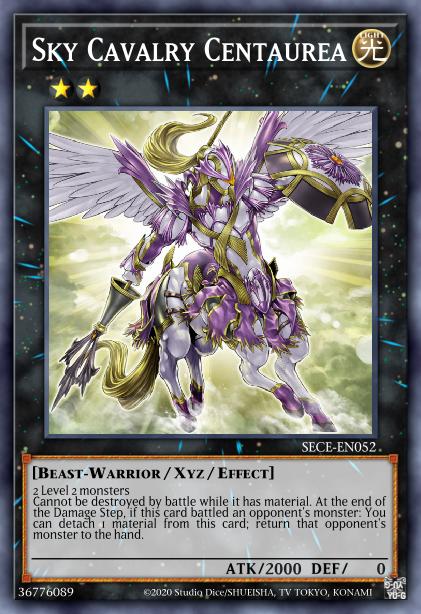 SKY CAVALRY CENTAUREA
LIGHT
光
SECE-EN052
[BEAST-WARRIOR / XYZ / EFFECT]
2 Level 2 monsters
Cannot be destroyed by battle while it has material. At the end of
the Damage Step, if this card battled an opponent's monster: You
can detach 1 material from this card; return that opponent's
monster to the hand.
ATK/2000 DEF/ 0
36776089
©2020 Studio Dice/SHUEISHA, TV TOKYO, KONAMI